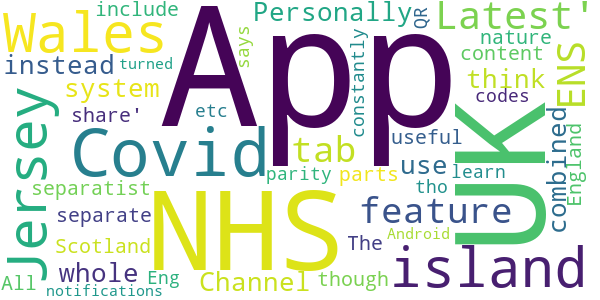 include
Personally
QR
Latest'
Wales
App
says
nature
instead
turned
constantly
content
ENS
system
think
share'
etc
UK
codes
Jersey
Covid
tab
useful
combined
England
separatist
parity
parts
use
learn
NHS
tho
separate
feature
Scotland
The
Android
whole
island
All
Eng
Channel
though
notifications